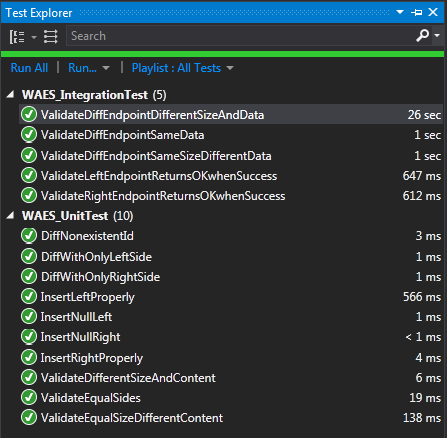 Test Explorer
Search
Run All | Run... | Playlist : All Tests
WAES_IntegrationTest (5)
ValidateDiffEndpointDifferentSizeAndData 26 sec
ValidateDiffEndpointSameData 1 sec
ValidateDiffEndpointSameSizeDifferentData 1 sec
ValidateLeftEndpointReturnsOKwhenSuccess 647 ms
ValidateRightEndpointReturnsOKwhenSuccess 612 ms
WAES_UnitTest (10)
DiffNonexistentId 3 ms
DiffWithOnlyLeftSide 1 ms
DiffWithOnlyRightSide 1 ms
InsertLeftProperly 566 ms
InsertNullLeft 1 ms
InsertNullRight < 1 ms
InsertRightProperly 4 ms
ValidateDifferentSizeAndContent 6 ms
ValidateEqualSides 19 ms
ValidateEqualSizeDifferentContent 138 ms